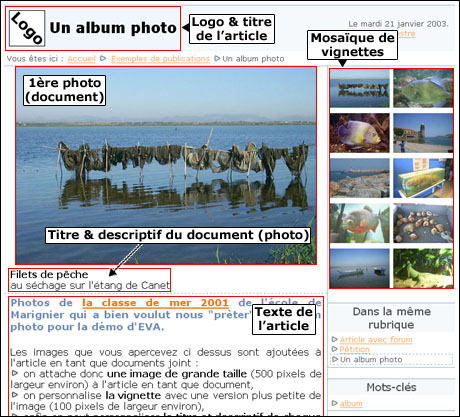 Logo
Un album photo
Logo & titre
de l'article
Le mardi 21 janvier 2003.
Mosaïque de
vignettes
Vous êtes ici : Accueil Exemples de publications Un album photo
1ère photo
(document)
Titre & descriptif du document (photo)
Filets de pêche
au séchage sur l'étang de Canet
Photos de la classe de mer 2001 de l'école de
Marignier qui a bien voulut nous "prèter"
photo pour la démo d'EVA.
Texte de
l'article
Les images que vous apercevez ci dessus sont ajoutées à
l'article en tant que documents joint :
on attache donc une image de grande taille (500 pixels de
largeur environ) à l'article en tant que document,
on personnalise la vignette avec une version plus petite de
l'image (100 pixels de largeur environ),
Dans la même
rubrique
Article avec forum
Pétition
Un album photo
Mots-clés
album